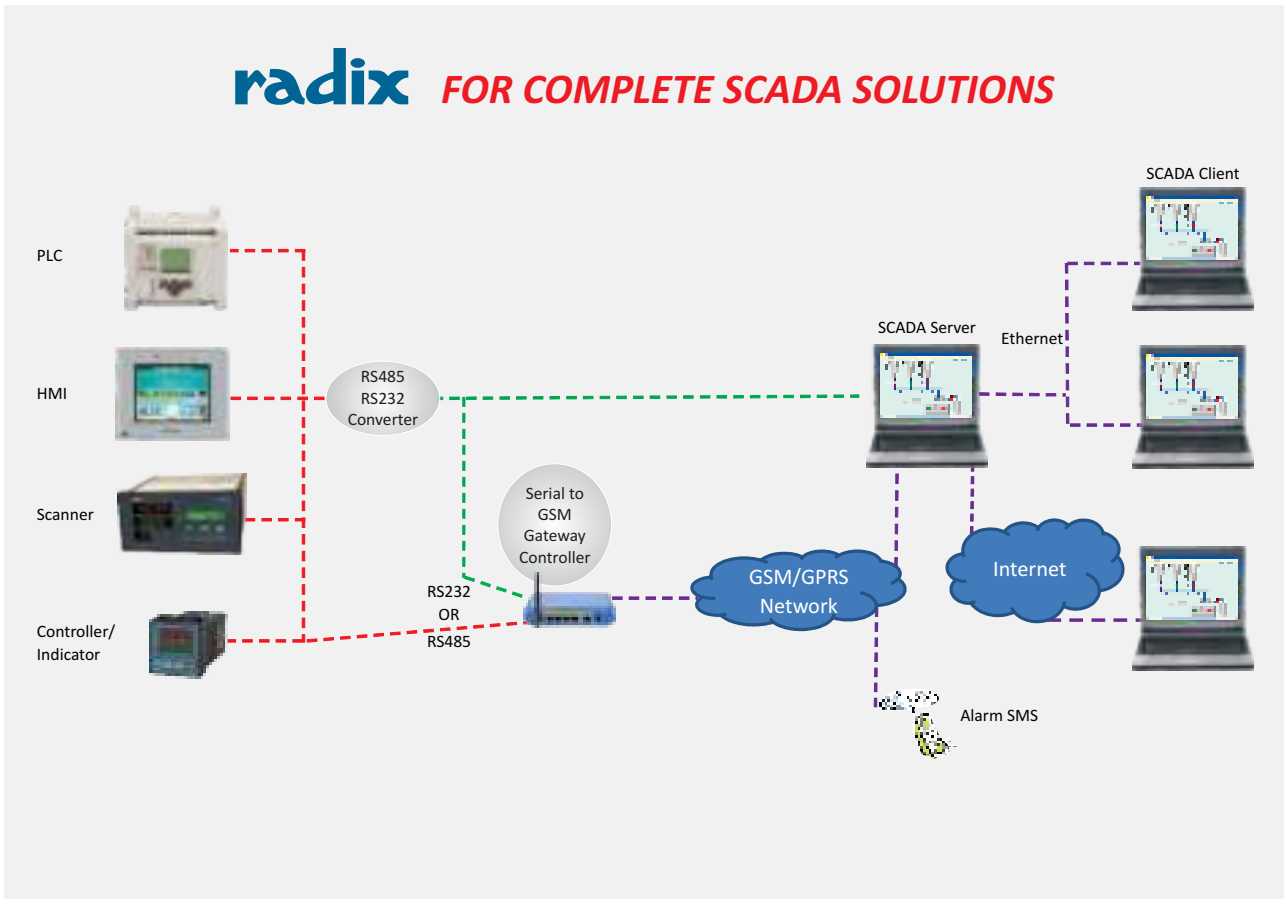 radix FOR COMPLETE SCADA SOLUTIONS
SCADA Client
PLC
SCADA Server
Ethernet
HMI
RS485
RS232
Converter
Scanner
Serial to
GSM
Gateway
Controller
GSM/GPRS
Network
Internet
RS232
OR
RS485
Controller/
Indicator
Alarm SMS